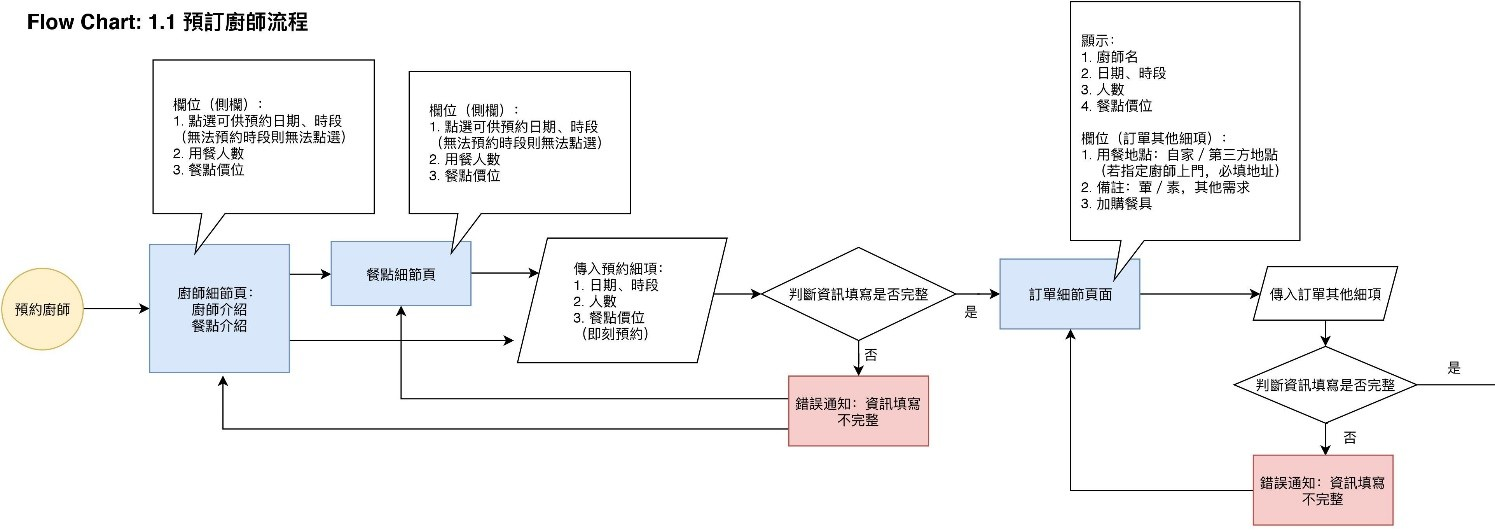 Flow Chart: 1.1 預訂廚師流程
欄位（側欄）：
1. 點選可供預約日期、時段
（無法預約時段則無法點選）
2. 用餐人數
3. 餐點價位
欄位（側欄）：
1. 點選可供預約日期、時段
（無法預約時段則無法點選）
2. 用餐人數
3. 餐點價位
顯示：
1. 廚師名
2. 日期、時段
3. 人數
4. 餐點價位
欄位（訂單其他細項）：
1. 用餐地點：自家 / 第三方地點
（若指定廚師上門，必填地址）
2. 備註：葷 / 素，其他需求
3. 加購餐具
預約廚師
廚師細節頁：
廚師介紹
餐點介紹
餐點細節頁
傳入預約細項：
1. 日期、時段
2. 人數
3. 餐點價位
（即刻預約）
判斷資訊填寫是否完整
是
否
錯誤通知：資訊填寫
不完整
訂單細節頁面
傳入訂單其他細項
判斷資訊填寫是否完整
是
否
錯誤通知：資訊填寫
不完整